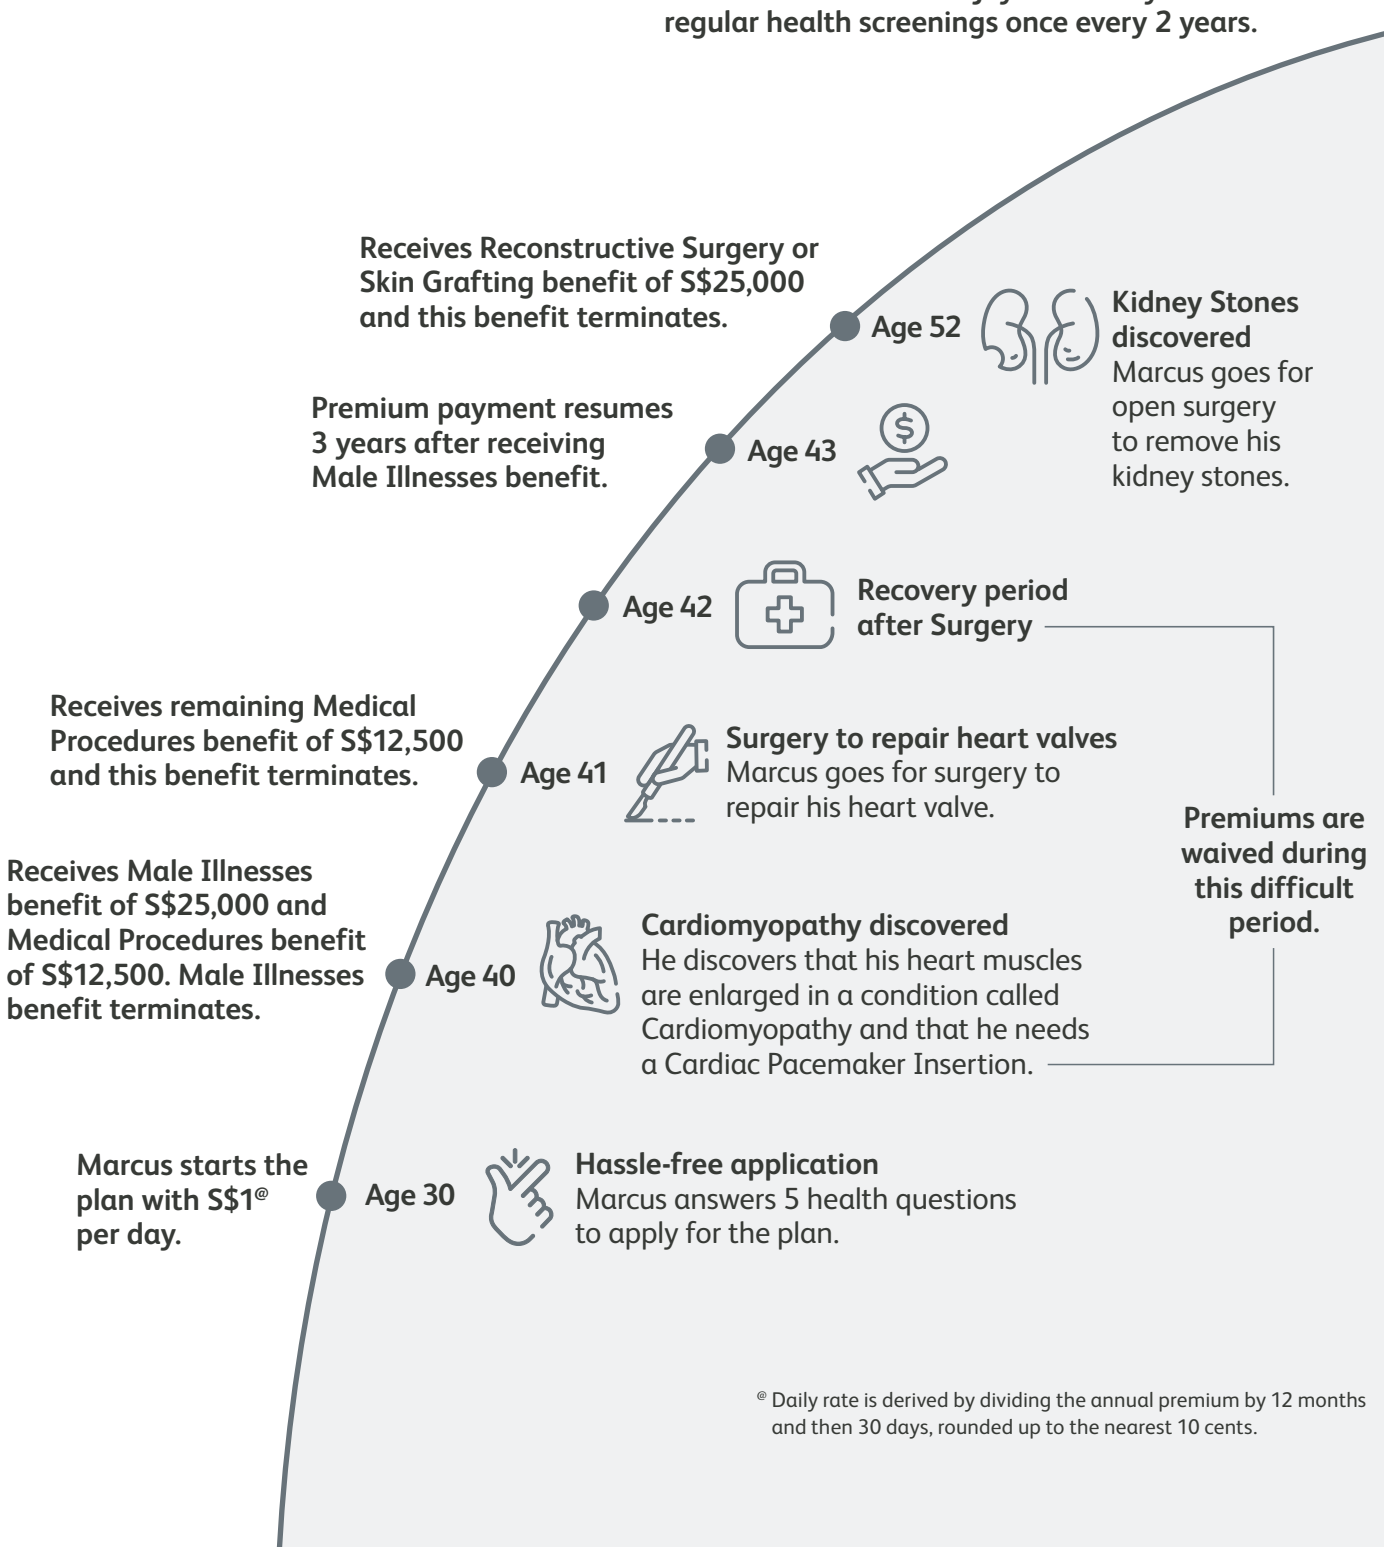 regular health screenings once every 2 years.
Receives Reconstructive Surgery or
Skin Grafting benefit of S$25,000
and this benefit terminates.
Age 52
Kidney Stones
discovered
Marcus goes for
open surgery
to remove his
kidney stones.
Premium payment resumes
3 years after receiving
Male Illnesses benefit.
Age 43
$
Age 42
Recovery period
after Surgery
Receives remaining Medical
Procedures benefit of S$12,500
and this benefit terminates.
Age 41
Surgery to repair heart valves
Marcus goes for surgery to
repair his heart valve.
Premiums are
waived during
this difficult
period.
Receives Male Illnesses
benefit of S$25,000 and
Medical Procedures benefit
of S$12,500. Male Illnesses
benefit terminates.
Age 40
Cardiomyopathy discovered
He discovers that his heart muscles
are enlarged in a condition called
Cardiomyopathy and that he needs
a Cardiac Pacemaker Insertion.
Marcus starts the
plan with S$1@
per day.
Age 30
Hassle-free application
Marcus answers 5 health questions
to apply for the plan.
@ Daily rate is derived by dividing the annual premium by 12 months
and then 30 days, rounded up to the nearest 10 cents.